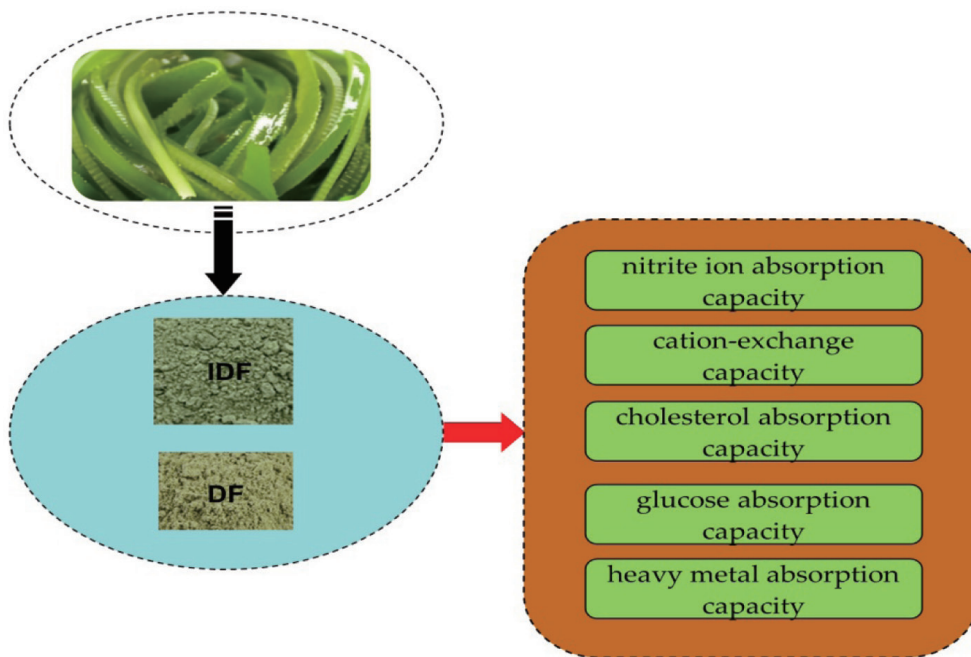 IDF
DF
nitrite ion absorption
capacity
cation-exchange
capacity
cholesterol absorption
capacity
glucose absorption
capacity
heavy metal absorption
capacity